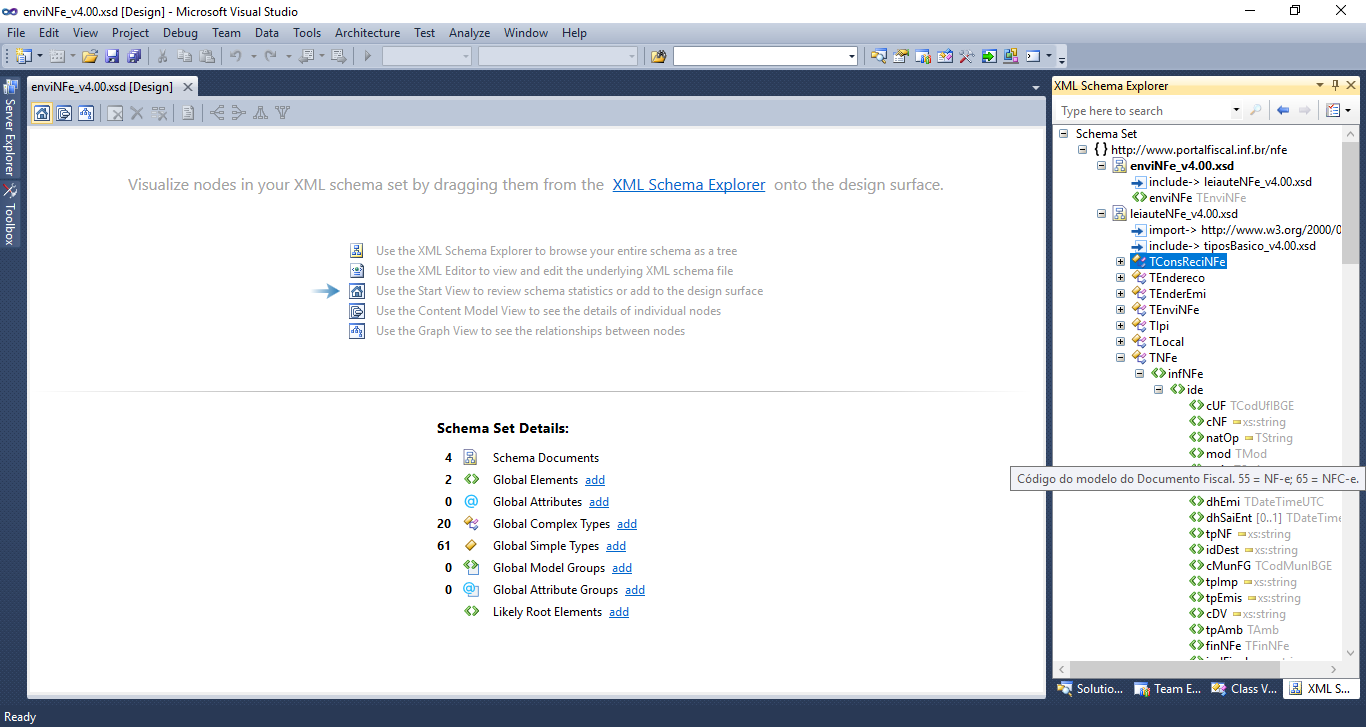 enviNFe_v4.00.xsd [Design] - Microsoft Visual Studio
File Edit View Project Debug Team Data Tools Architecture Test Analyze Window Help
Server Explorer
Toolbox
enviNFe_v4.00.xsd [Design]
Visualize nodes in your XML schema set by dragging them from the XML Schema Explorer onto the design surface.
Use the XML Schema Explorer to browse your entire schema as a tree
Use the XML Editor to view and edit the underlying XML schema file
Use the Start View to review schema statistics or add to the design surface
Use the Content Model View to see the details of individual nodes
Use the Graph View to see the relationships between nodes
Schema Set Details:
4 Schema Documents
2 Global Elements add
0 Global Attributes add
20 Global Complex Types add
61 Global Simple Types add
0 Global Model Groups add
0 Global Attribute Groups add
Likely Root Elements add
XML Schema Explorer
Type here to search
Schema Set
{ } http://www.portalfiscal.inf.br/nfe
enviNFe_v4.00.xsd
include-> leiauteNFe_v4.00.xsd
enviNFe TEnviNFe
leiauteNFe_v4.00.xsd
import-> http://www.w3.org/2000/0
include-> tiposBasico_v4.00.xsd
TConsReciNFe
TEndereco
TEnderEmi
TEnviNFe
TIpi
TLocal
TNFe
infNFe
ide
cUF TCodUfIBGE
cNF xs:string
natOp TString
mod TMod
Código do modelo do Documento Fiscal. 55 = NF-e; 65 = NFC-e.
dhEmi TDateTimeUTC
dhSaiEnt [0..1] TDateTime
tpNF xs:string
idDest xs:string
cMunFG TCodMunIBGE
tpImp xs:string
tpEmis xs:string
cDV xs:string
tpAmb TAmb
finNFe TFinNFe
Solutio... Team E... Class V... XML S...
Ready